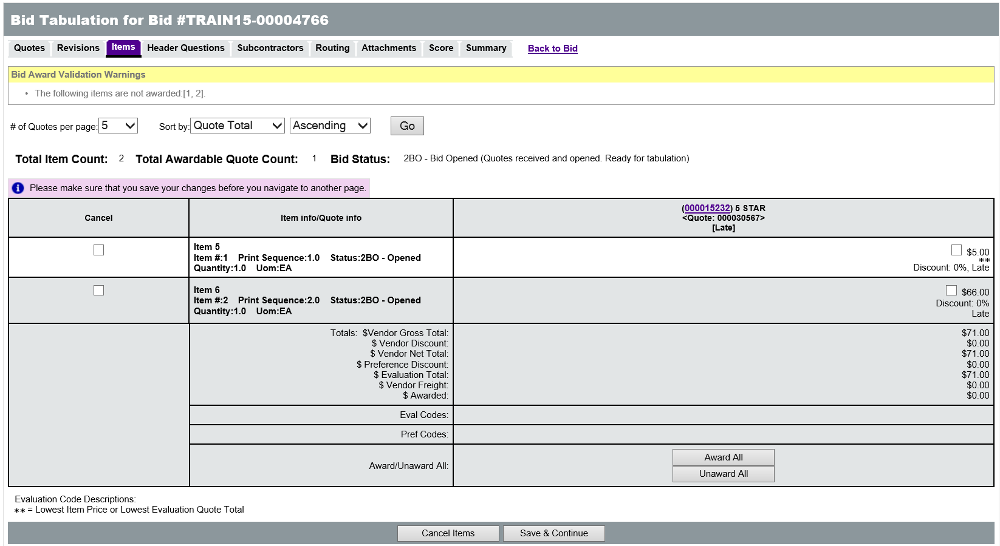 Bid Tabulation for Bid #TRAIN15-00004766
Quotes Revisions Items Header Questions Subcontractors Routing Attachments Score Summary Back to Bid
Bid Award Validation Warnings
• The following items are not awarded:[1, 2].
# of Quotes per page: 5 Sort by: Quote Total Ascending Go
Total Item Count: 2 Total Awardable Quote Count: 1 Bid Status: 2BO - Bid Opened (Quotes received and opened. Ready for tabulation)
i Please make sure that you save your changes before you navigate to another page.
Cancel
Item info/Quote info
(000015232) 5 STAR
<Quote: 000030567>
[Late]
Item 5
Item #:1 Print Sequence:1.0 Status:2BO - Opened
Quantity:1.0 Uom:EA
$5.00
**
Discount: 0%, Late
Item 6
Item #:2 Print Sequence:2.0 Status:2BO - Opened
Quantity:1.0 Uom:EA
$66.00
Discount: 0%
Late
Totals: $Vendor Gross Total: $71.00
$ Vendor Discount: $0.00
$ Vendor Net Total: $71.00
$ Preference Discount: $0.00
$ Evaluation Total: $71.00
$ Vendor Freight: $0.00
$ Awarded: $0.00
Eval Codes:
Pref Codes:
Award/Unaward All:
Award All
Unaward All
Evaluation Code Descriptions:
** = Lowest Item Price or Lowest Evaluation Quote Total
Cancel Items Save & Continue